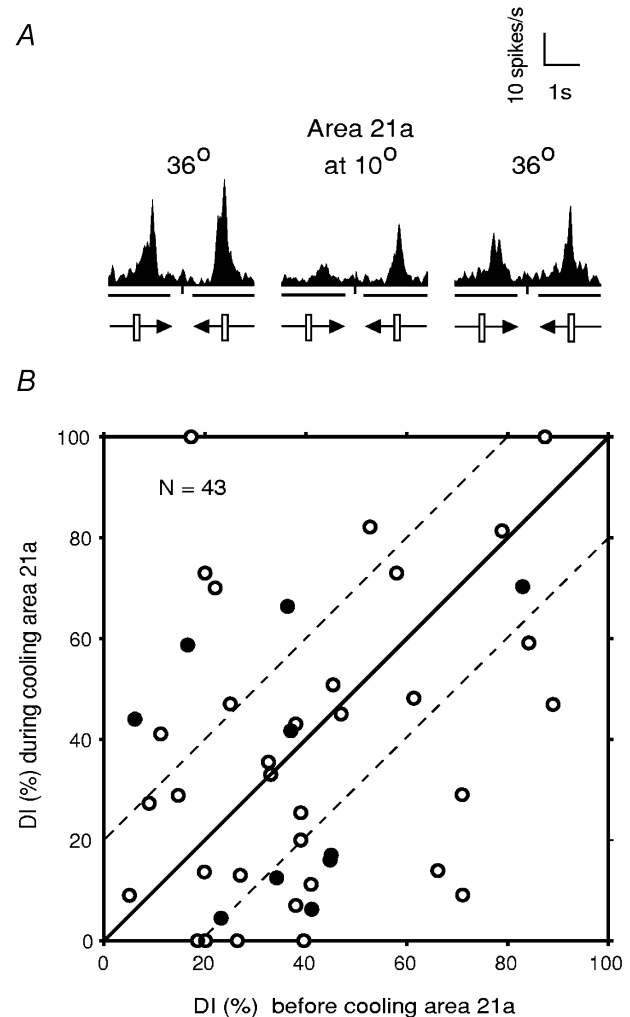 A
10 spikes/s
1s
Area 21a
36° at 10° 36°
B
DI (%) during cooling area 21a
100
80
60
40
20
0
N = 43
0 20 40 60 80 100
DI (%) before cooling area 21a